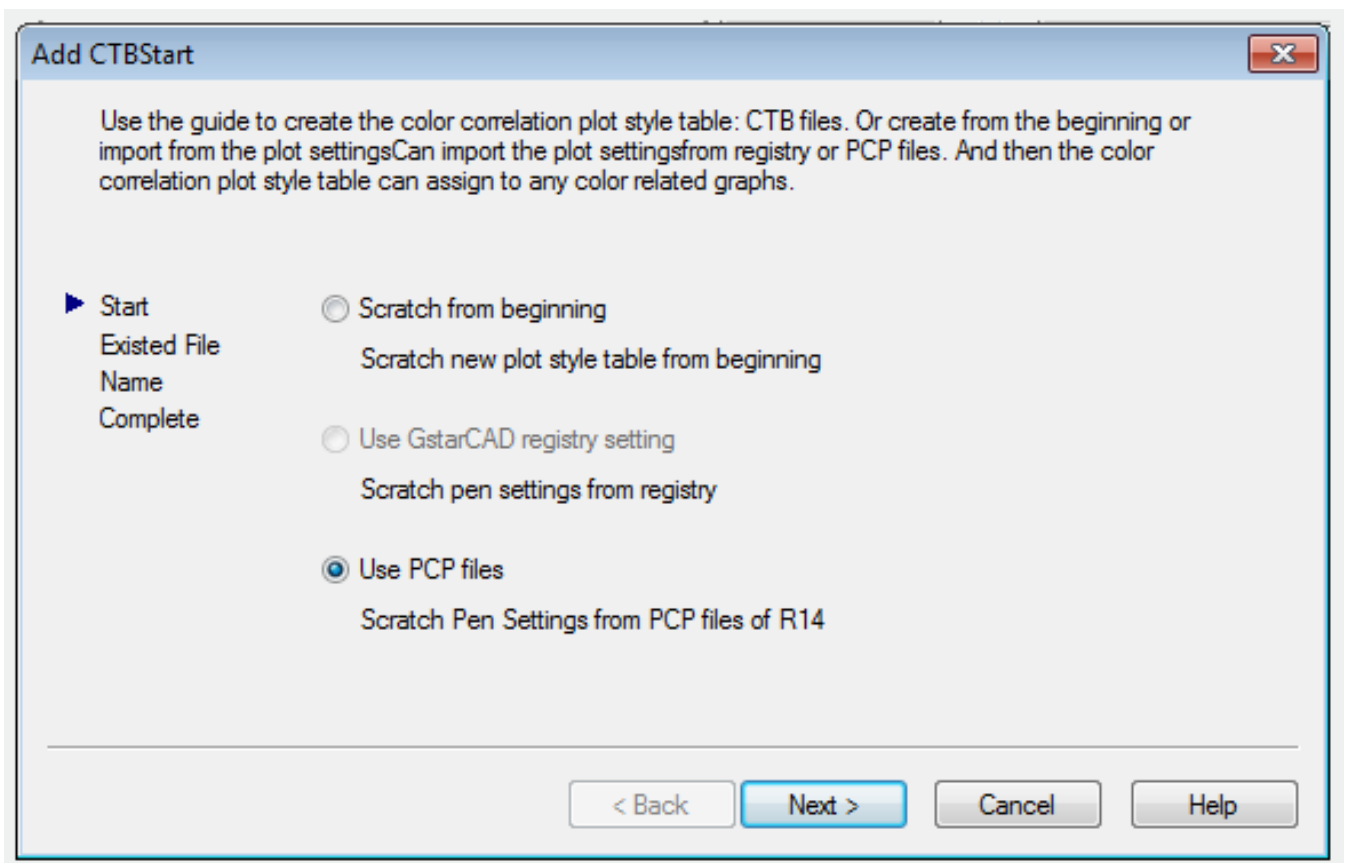 Add CTBStart
Use the guide to create the color correlation plot style table: CTB files. Or create from the beginning or
import from the plot settingsCan import the plot settingsfrom registry or PCP files. And then the color
correlation plot style table can assign to any color related graphs.
Start
Existed File
Name
Complete
Scratch from beginning
Scratch new plot style table from beginning
Use GstarCAD registry setting
Scratch pen settings from registry
Use PCP files
Scratch Pen Settings from PCP files of R14
< Back
Next >
Cancel
Help